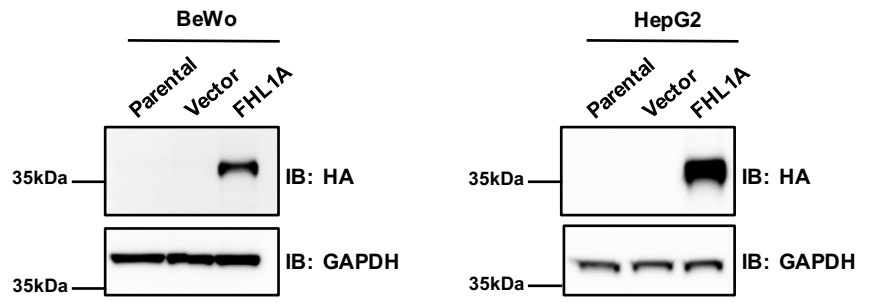 BeWo
Parental Vector FHL1A
35kDa IB: HA
35kDa IB: GAPDH
HepG2
Parental Vector FHL1A
35kDa IB: HA
35kDa IB: GAPDH